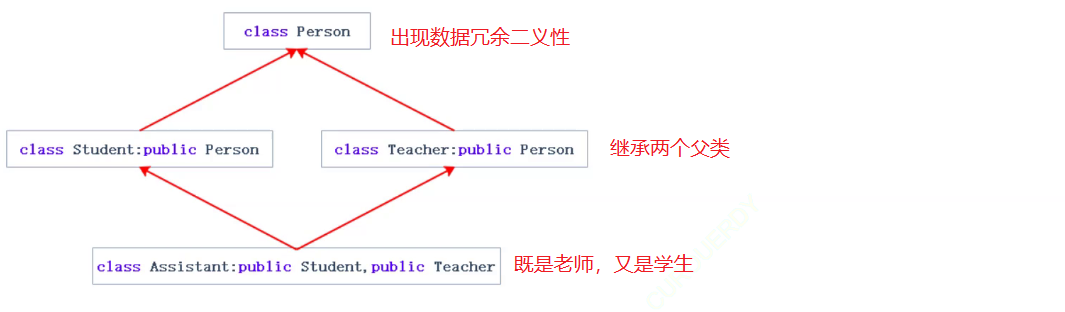 class Person
出现数据冗余二义性
class Student:public Person
class Teacher:public Person
继承两个父类
class Assistant:public Student,public Teacher
既是老师，又是学生